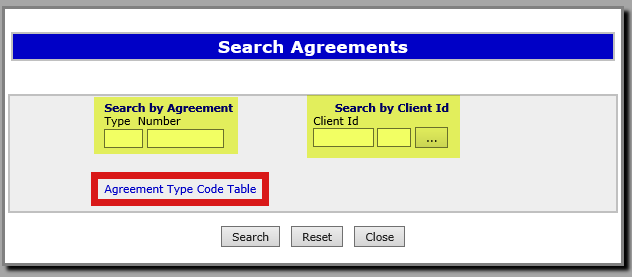 Search Agreements
Search by Agreement
Type Number
Search by Client Id
Client Id
...
Agreement Type Code Table
Search Reset Close